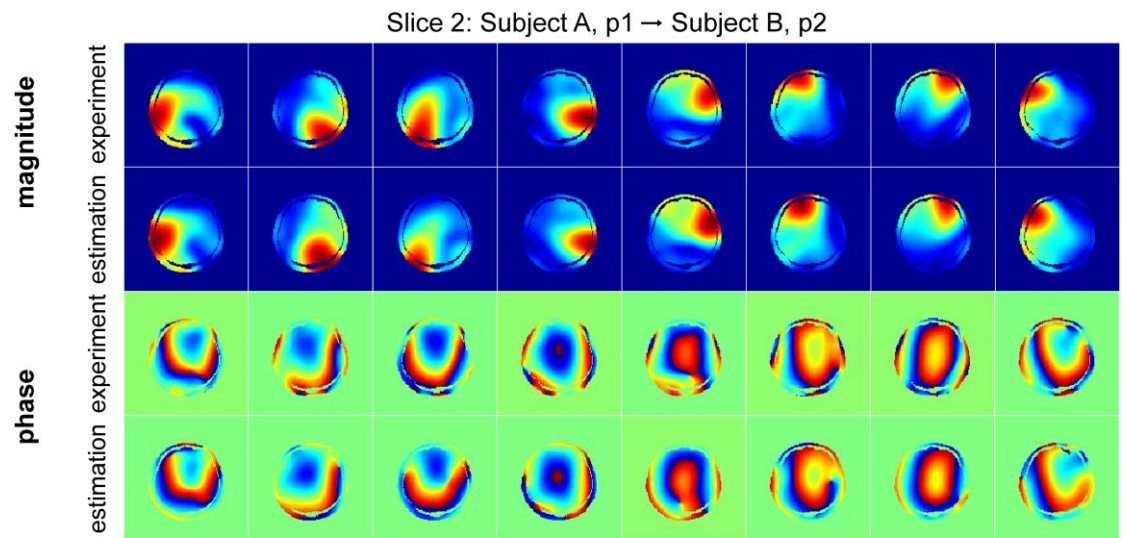 Slice 2: Subject A, p1 → Subject B, p2
magnitude
experiment
estimation
phase
experiment
estimation